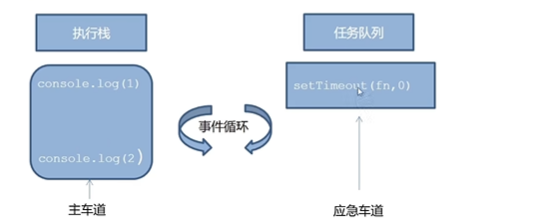 执行栈
任务队列
console.log(1)
setTimeout(fn,0)
事件循环
console.log(2)
主车道
应急车道